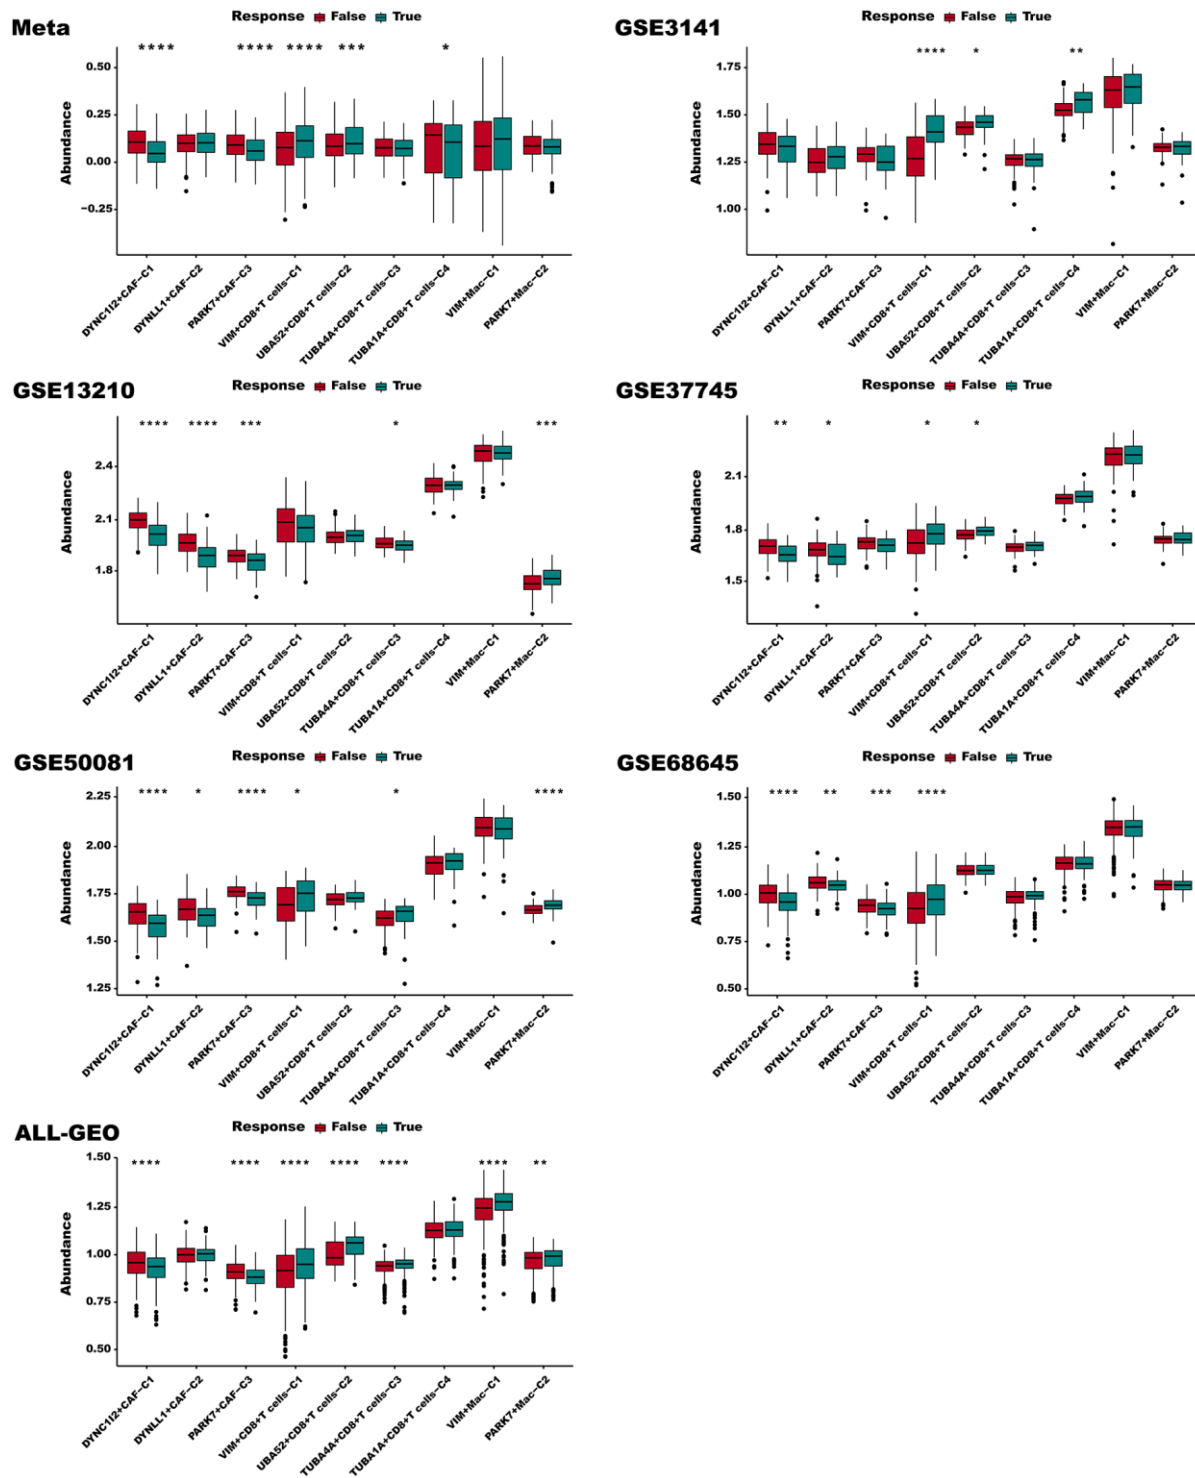 Meta
Response False True
**** **** **** *** *
Abundance
0.50
0.25
0.00
−0.25
DYNC1I2+CAF−C1
DYNLL1+CAF−C2
PARK7+CAF−C3
VIM+CD8+T cells−C1
UBA52+CD8+T cells−C2
TUBA4A+CD8+T cells−C3
TUBA1A+CD8+T cells−C4
VIM+Mac−C1
PARK7+Mac−C2
GSE3141
Response False True
**** * **
Abundance
1.75
1.50
1.25
1.00
DYNC1I2+CAF−C1
DYNLL1+CAF−C2
PARK7+CAF−C3
VIM+CD8+T cells−C1
UBA52+CD8+T cells−C2
TUBA4A+CD8+T cells−C3
TUBA1A+CD8+T cells−C4
VIM+Mac−C1
PARK7+Mac−C2
GSE13210
Response False True
**** **** *** * ***
Abundance
2.4
2.1
1.8
DYNC1I2+CAF−C1
DYNLL1+CAF−C2
PARK7+CAF−C3
VIM+CD8+T cells−C1
UBA52+CD8+T cells−C2
TUBA4A+CD8+T cells−C3
TUBA1A+CD8+T cells−C4
VIM+Mac−C1
PARK7+Mac−C2
GSE37745
Response False True
** * * *
Abundance
2.1
1.8
1.5
DYNC1I2+CAF−C1
DYNLL1+CAF−C2
PARK7+CAF−C3
VIM+CD8+T cells−C1
UBA52+CD8+T cells−C2
TUBA4A+CD8+T cells−C3
TUBA1A+CD8+T cells−C4
VIM+Mac−C1
PARK7+Mac−C2
GSE50081
Response False True
**** * **** * * ****
Abundance
2.25
2.00
1.75
1.50
1.25
DYNC1I2+CAF−C1
DYNLL1+CAF−C2
PARK7+CAF−C3
VIM+CD8+T cells−C1
UBA52+CD8+T cells−C2
TUBA4A+CD8+T cells−C3
TUBA1A+CD8+T cells−C4
VIM+Mac−C1
PARK7+Mac−C2
GSE68645
Response False True
**** ** *** ****
Abundance
1.50
1.25
1.00
0.75
0.50
DYNC1I2+CAF−C1
DYNLL1+CAF−C2
PARK7+CAF−C3
VIM+CD8+T cells−C1
UBA52+CD8+T cells−C2
TUBA4A+CD8+T cells−C3
TUBA1A+CD8+T cells−C4
VIM+Mac−C1
PARK7+Mac−C2
ALL-GEO
Response False True
**** **** **** **** **** **** **
Abundance
1.50
1.25
1.00
0.75
0.50
DYNC1I2+CAF−C1
DYNLL1+CAF−C2
PARK7+CAF−C3
VIM+CD8+T cells−C1
UBA52+CD8+T cells−C2
TUBA4A+CD8+T cells−C3
TUBA1A+CD8+T cells−C4
VIM+Mac−C1
PARK7+Mac−C2